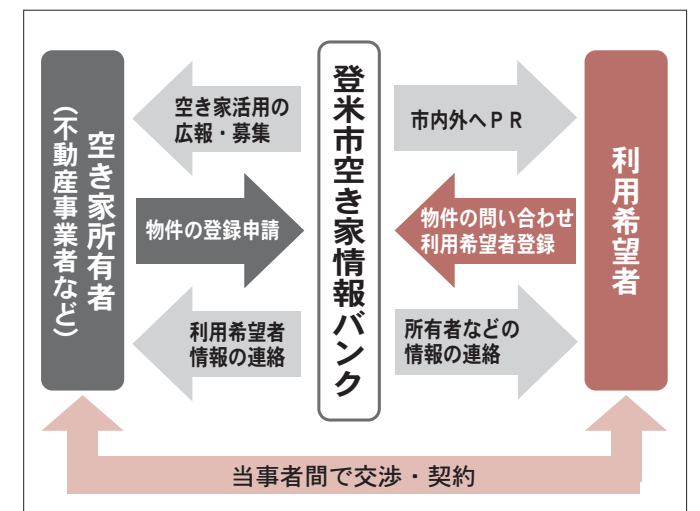 空き家所有者
(不動産事業者など)
空き家活用の
広報・募集
物件の登録申請
利用希望者
情報の連絡
登米市空き家情報バンク
市内外へＰＲ
物件の問い合わせ
利用希望者登録
所有者などの
情報の連絡
利用希望者
当事者間で交渉・契約